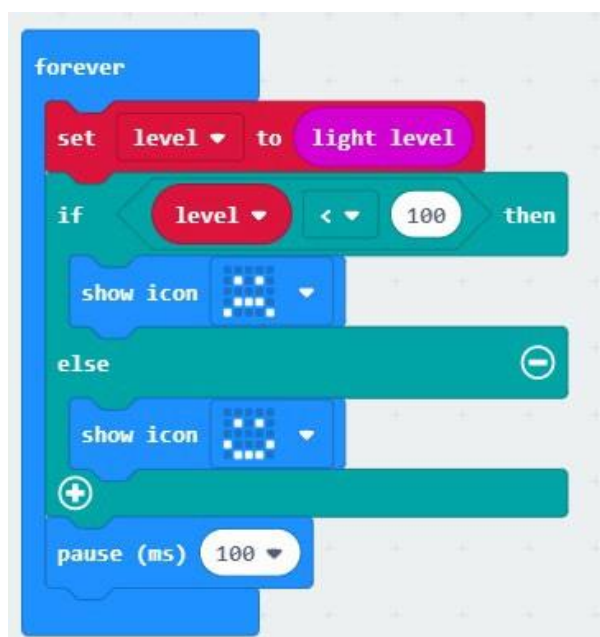 forever
set level to light level
if level < 100 then
show icon
else
show icon
pause (ms) 100